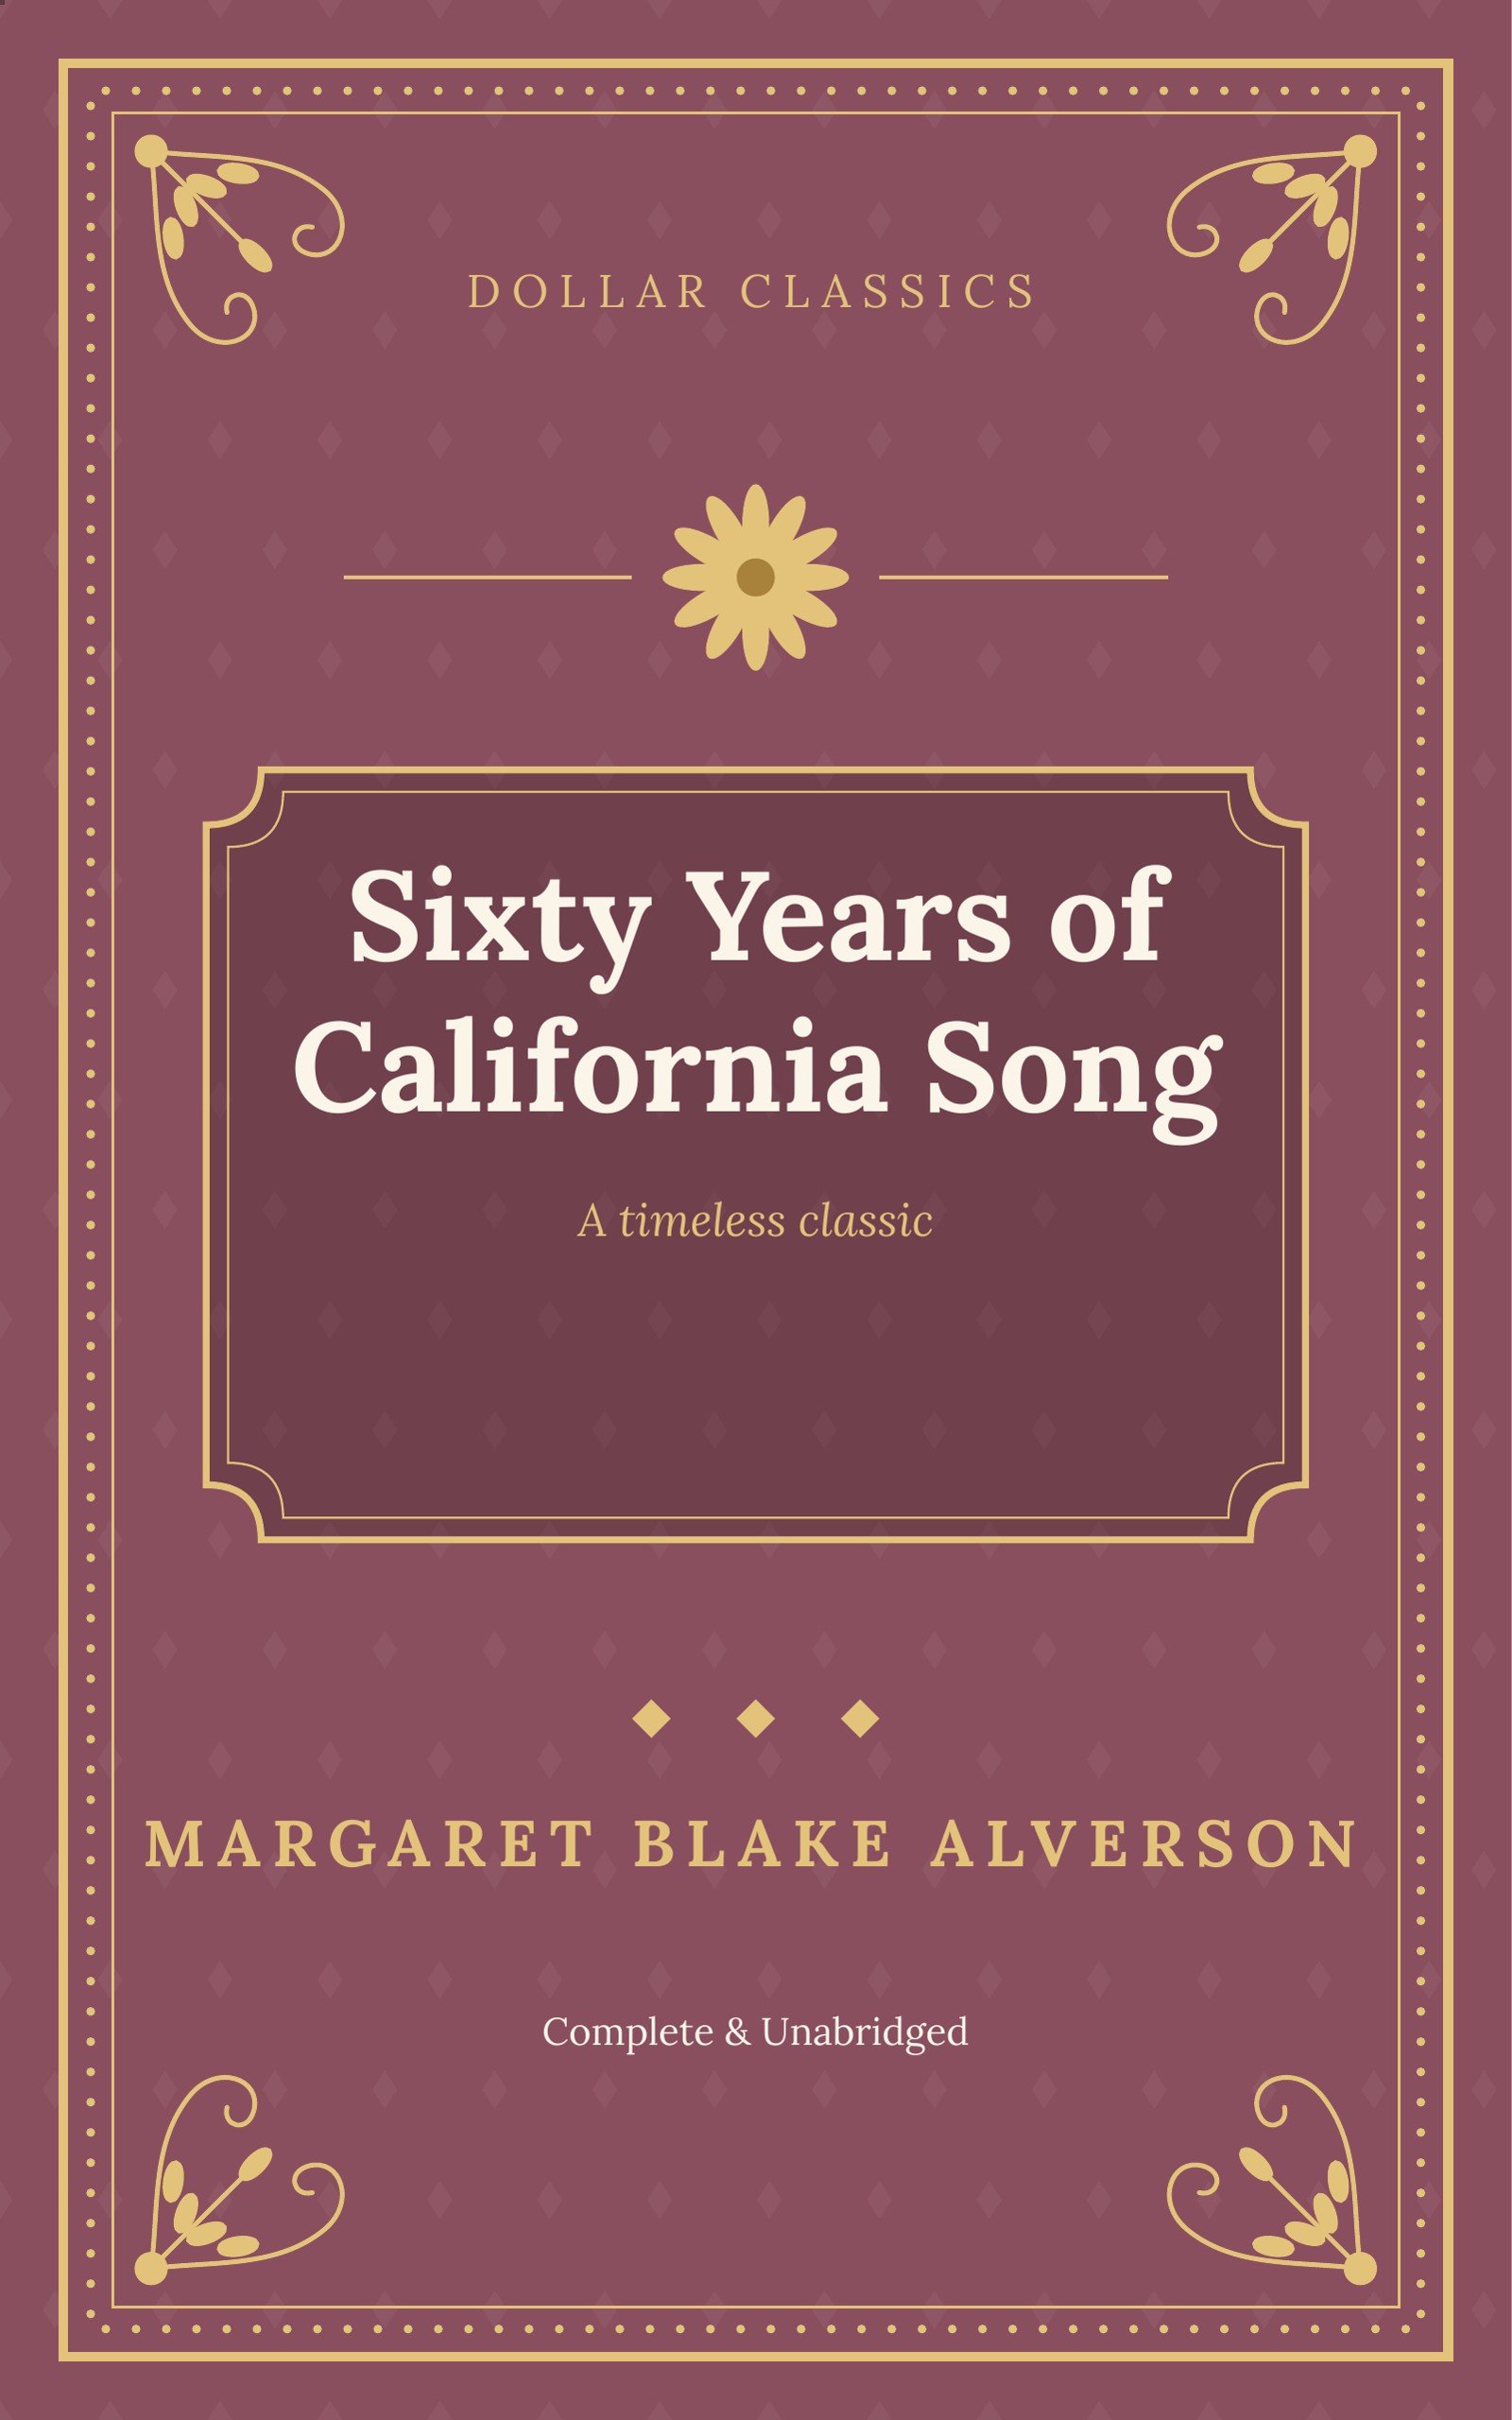 DOLLAR CLASSICS
Sixty Years of
California Song
A timeless classic
MARGARET BLAKE ALVERSON
Complete & Unabridged